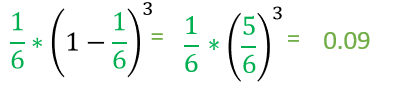 1/6 * (1 − 1/6)³ = 1/6 * (5/6)³ = 0.09